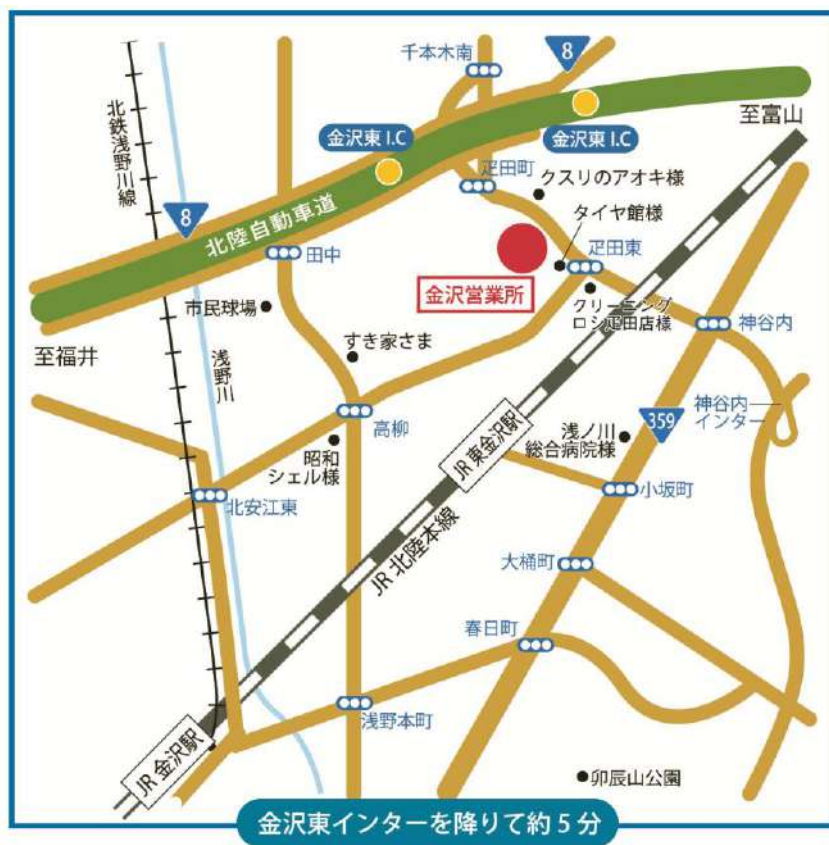 千本木南
8
北鉄浅野川線
金沢東 I.C
金沢東 I.C
至富山
疋田町
クスリのアオキ様
8
北陸自動車道
タイヤ館様
田中
疋田東
金沢営業所
クリーニング
ロシ疋田店様
市民球場
神谷内
至福井
浅野川
すき家さま
神谷内
インター
359
高柳
浅ノ川
総合病院様
昭和
シェル様
JR 東金沢駅
小坂町
北安江東
JR 北陸本線
大桶町
春日町
浅野本町
JR 金沢駅
卯辰山公園
金沢東インターを降りて約 5 分